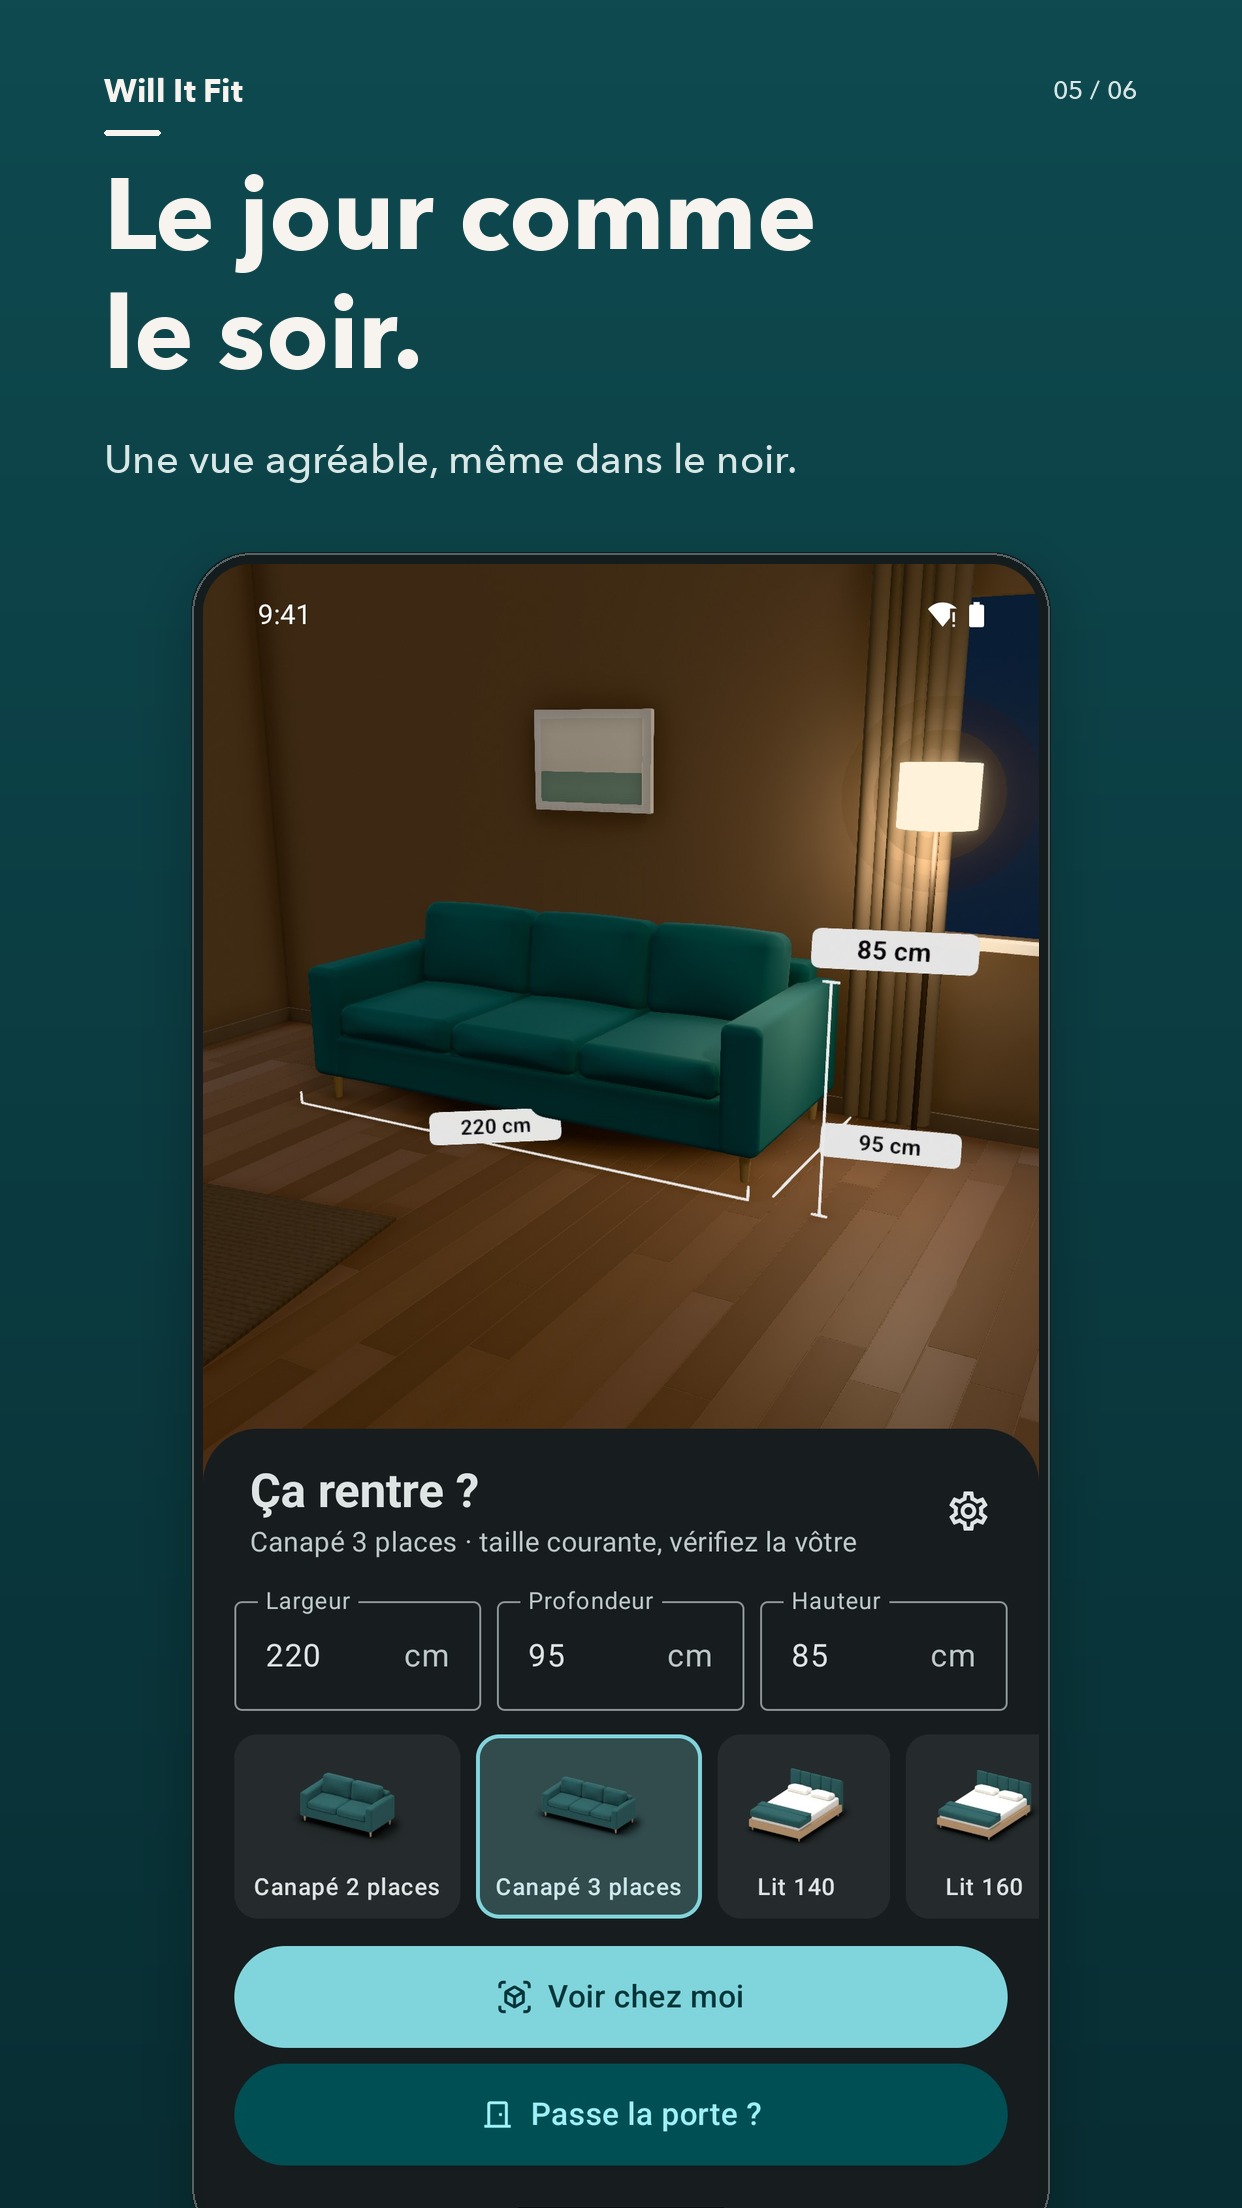 Will It Fit
05 / 06
Le jour comme
le soir.
Une vue agréable, même dans le noir.
9:41
85 cm
220 cm
95 cm
Ça rentre ?
Canapé 3 places · taille courante, vérifiez la vôtre
Largeur
Profondeur
Hauteur
220 cm
95 cm
85 cm
Canapé 2 places
Canapé 3 places
Lit 140
Lit 160
Voir chez moi
Passe la porte ?